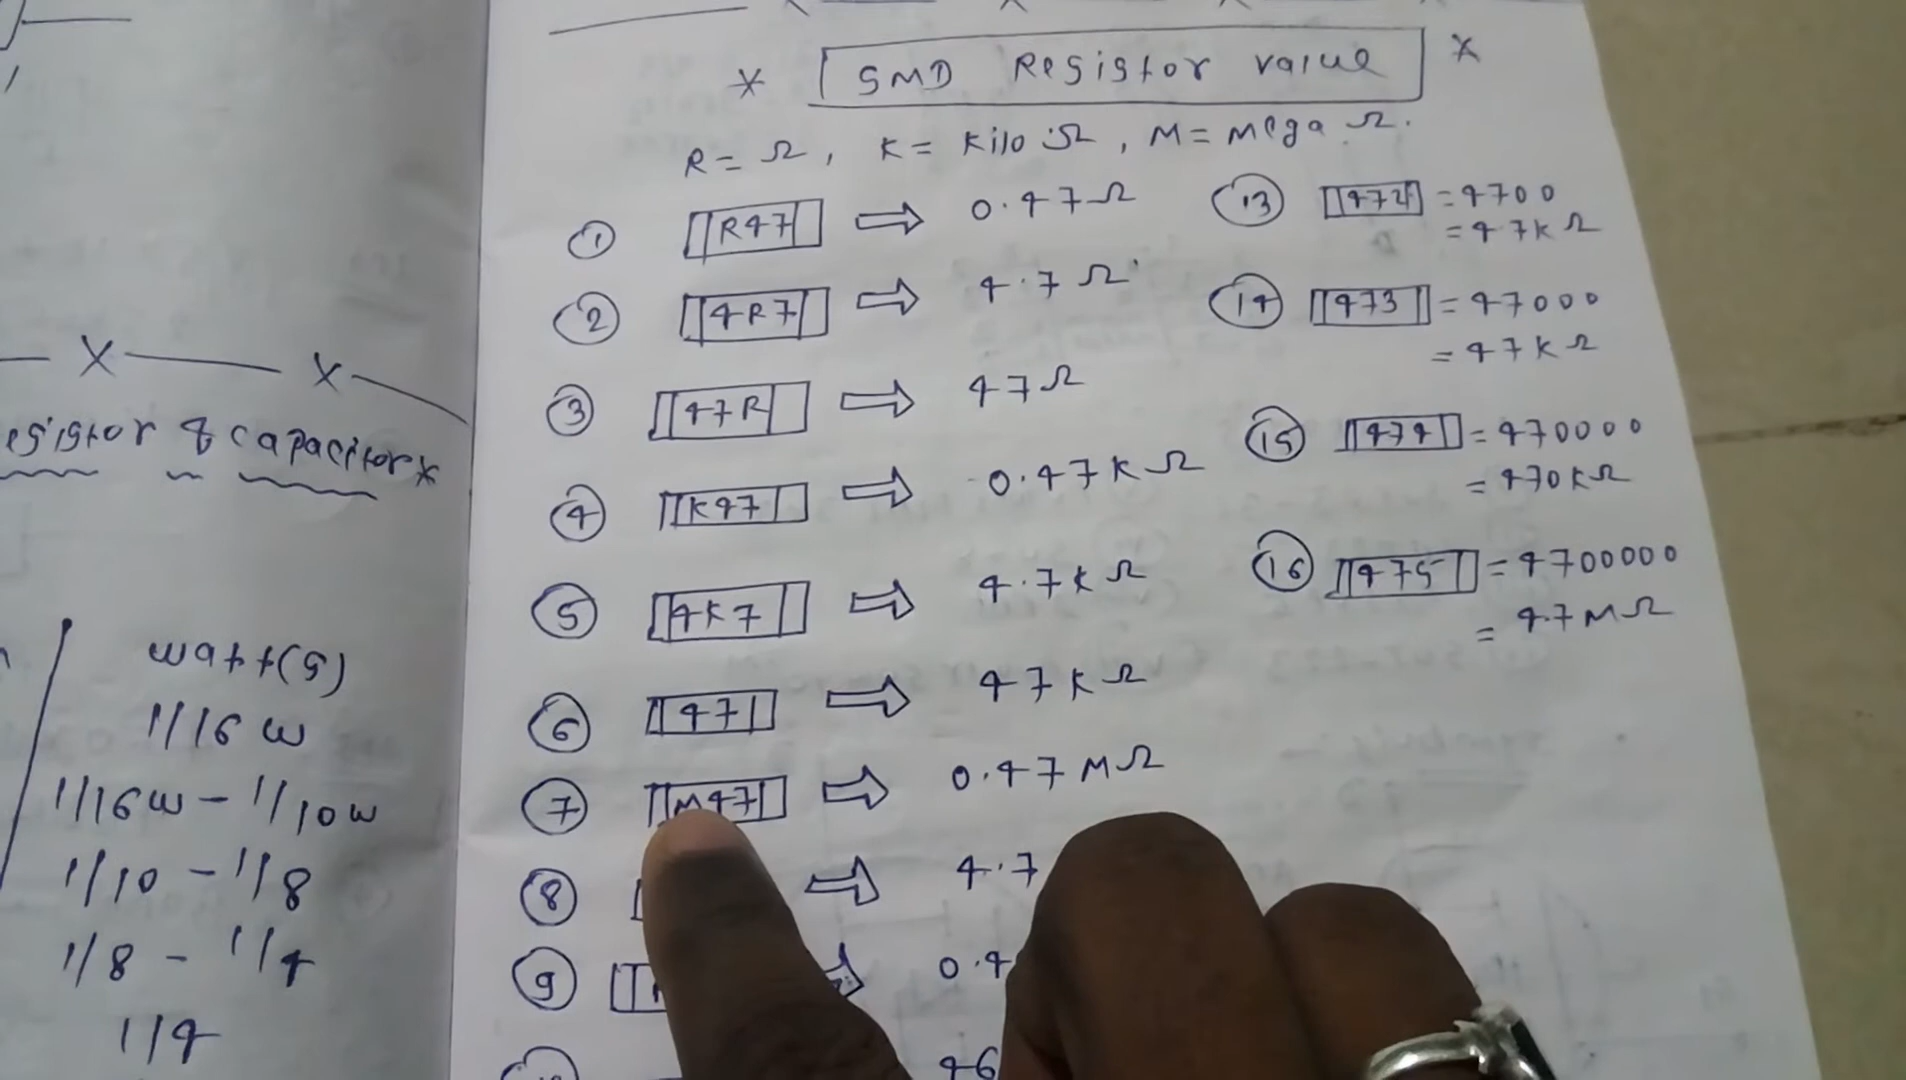 * SMD Resistor value *
R = Ω, K = Kilo Ω, M = Mega Ω.
① R47 ⇒ 0.47Ω
② 4R7 ⇒ 4.7Ω
③ 47R ⇒ 47Ω
④ K47 ⇒ 0.47KΩ
⑤ 4K7 ⇒ 4.7KΩ
⑥ 47 ⇒ 47KΩ
⑦ M47 ⇒ 0.47MΩ
⑧ ⇒ 4.7
⑨ 0.4
46
⑬ = 4700
= 4 7KΩ
⑭ 473 = 47000
= 47KΩ
⑮ 474 = 470000
= 470KΩ
⑯ 475 = 4700000
= 4.7MΩ
X X
& capacitor *
watt(s)
1/16 W
1/16W - 1/10W
1/10 - 1/8
1/8 - 1/4
1/4